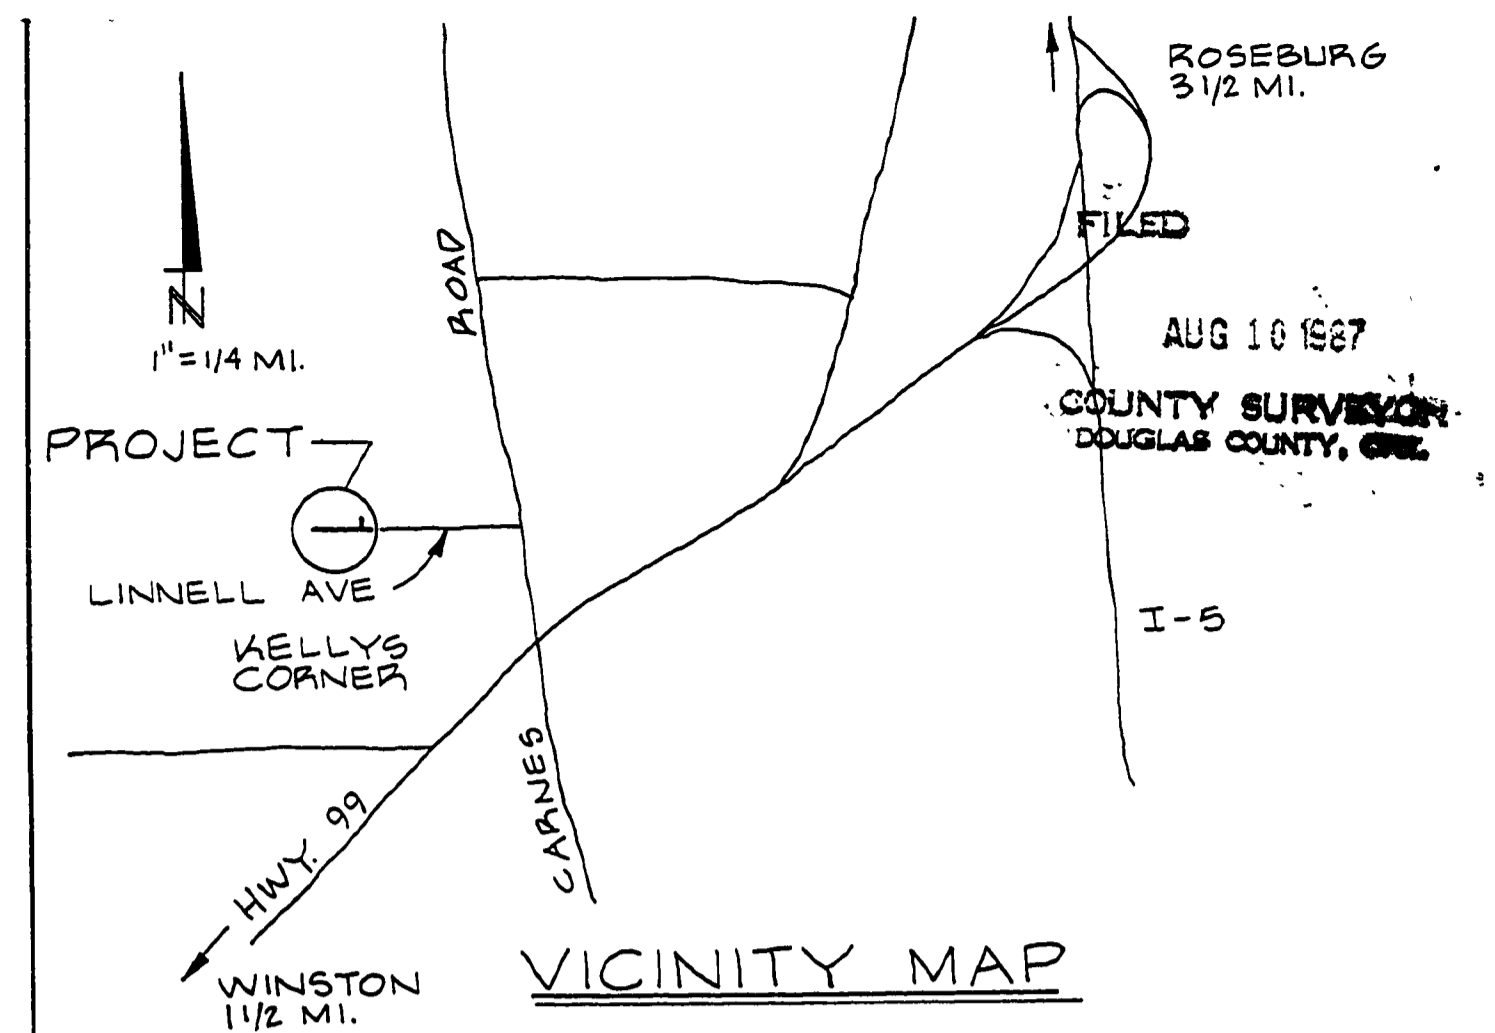 ROSEBURG
3 1/2 MI.
FILED
ROAD
N
1" = 1/4 MI.
AUG 10 1987
COUNTY SURVEYOR
DOUGLAS COUNTY, ORE.
PROJECT
LINNELL AVE
I-5
KELLYS
CORNER
CARNES
HWY. 99
WINSTON
1 1/2 MI.
VICINITY MAP